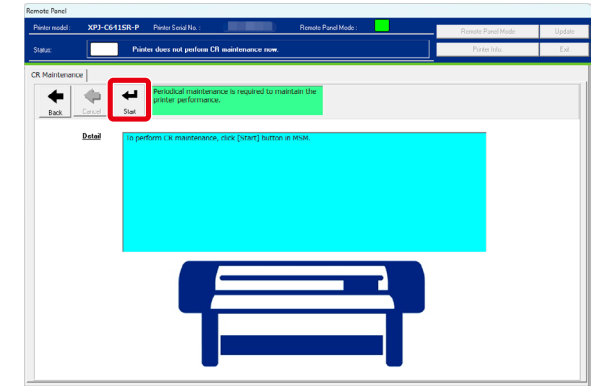 Remote Panel
Printer model : XPJ-C641SR-P Printer Serial No. : Remote Panel Mode : Remote Panel Mode Update
Status: Printer does not perform CR maintenance now. Printer Info. Exit
CR Maintenance
Periodical maintenance is required to maintain the
printer performance.
Back Cancel Start
Detail To perform CR maintenance, click [Start] button in MSM.